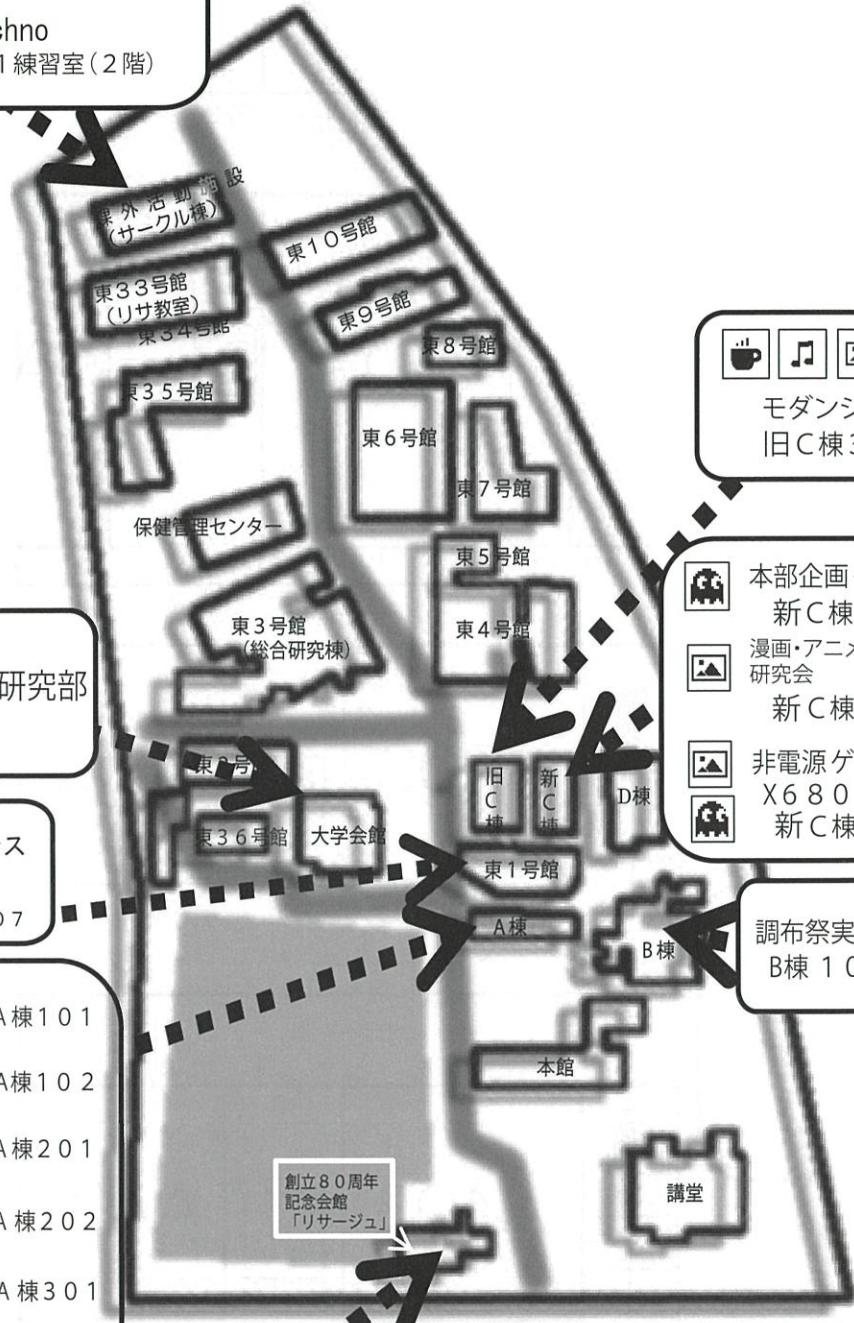 chno
1 練習室(2階)
課外活動施設
(サークル棟)
東10号館
東33号館
(リサ教室)
東34号館
東9号館
東8号館
東35号館
東6号館
東7号館
保健管理センター
東5号館
東3号館
(総合研究棟)
東4号館
モダンジ
旧C棟3
本部企画
新C棟
漫画・アニメ
研究会
新C棟
非電源ゲ
X680
新C棟
研究部
東2号館
旧C棟
新C棟
D棟
東36号館
大学会館
東1号館
ス
07
A棟
B棟
調布祭実
B棟 10
A棟101
A棟102
A棟201
A棟202
A棟301
本館
講堂
創立80周年
記念会館
「リサージュ」